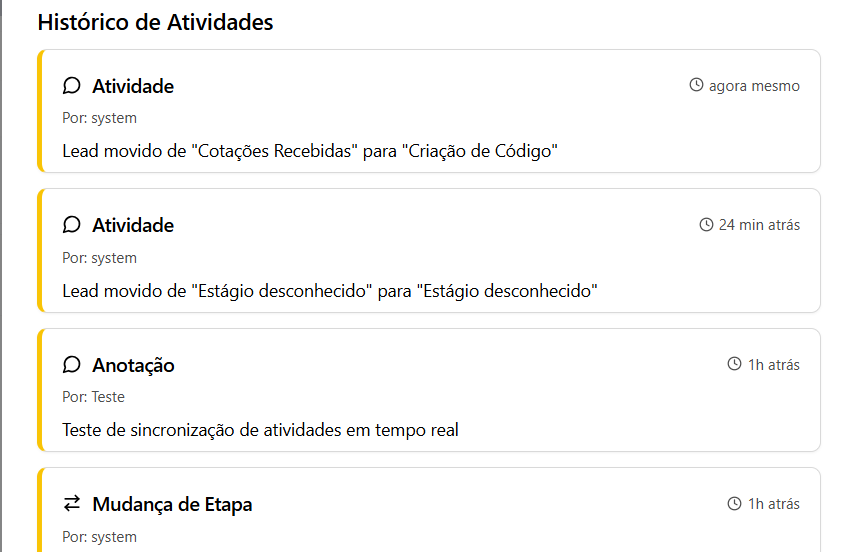 Histórico de Atividades
Atividade
agora mesmo
Por: system
Lead movido de "Cotações Recebidas" para "Criação de Código"
Atividade
24 min atrás
Por: system
Lead movido de "Estágio desconhecido" para "Estágio desconhecido"
Anotação
1h atrás
Por: Teste
Teste de sincronização de atividades em tempo real
Mudança de Etapa
1h atrás
Por: system